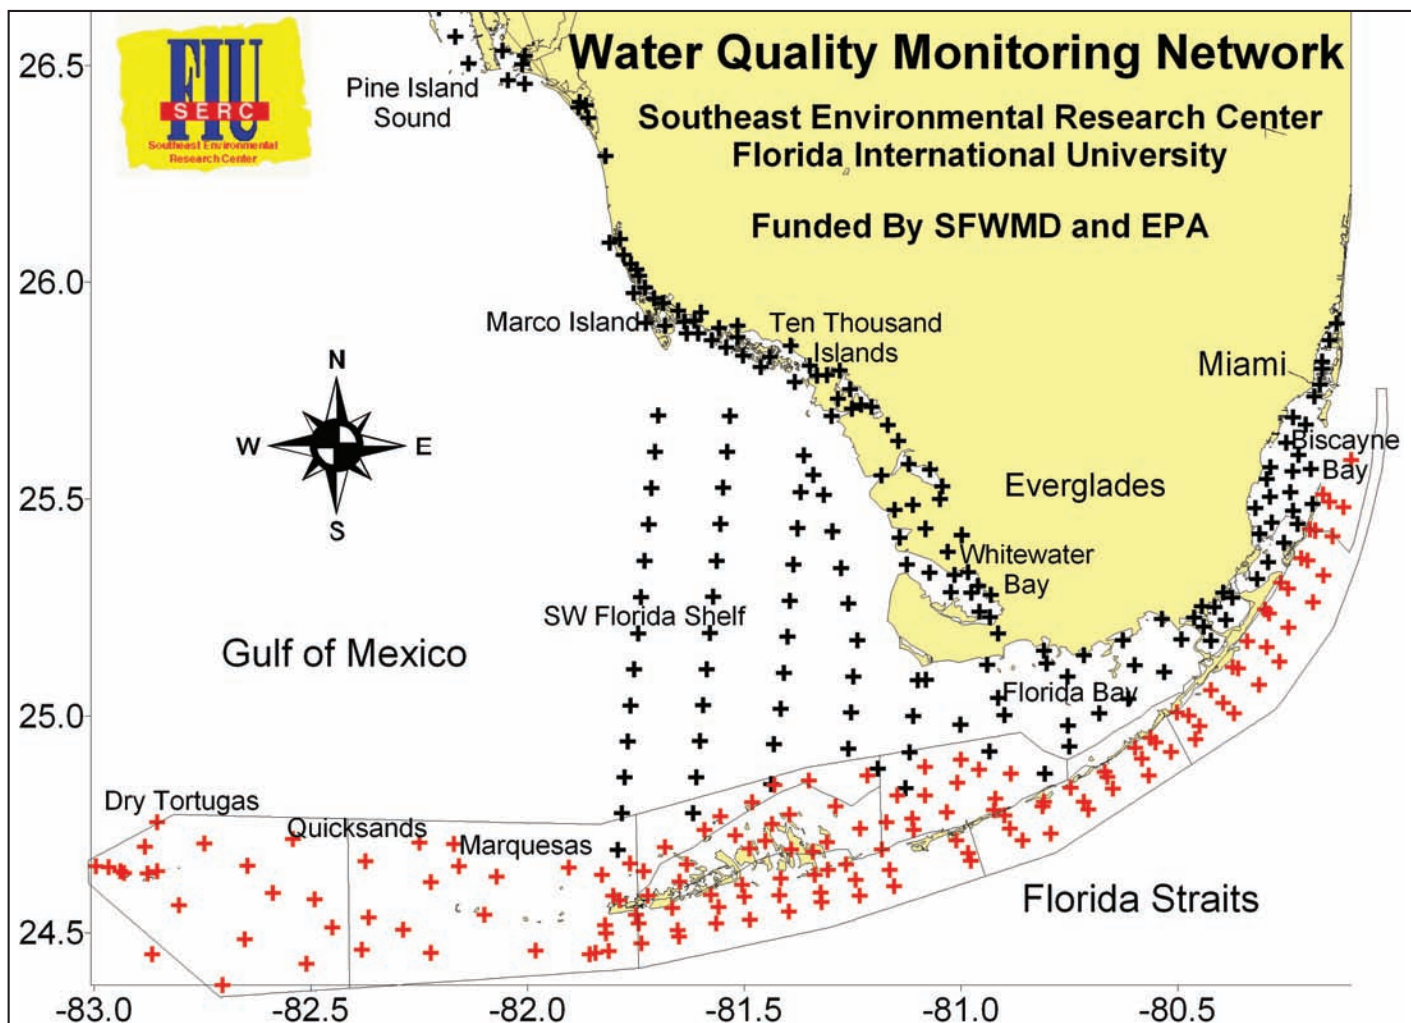 FIU
SERC
Southeast Environmental
Research Center
Water Quality Monitoring Network
Southeast Environmental Research Center
Florida International University
Funded By SFWMD and EPA
26.5
26.0
25.5
25.0
24.5
Pine Island
Sound
Marco Island
Ten Thousand
Islands
Miami
N
W
E
S
Biscayne
Bay
Everglades
Whitewater
Bay
SW Florida Shelf
Gulf of Mexico
Florida Bay
Dry Tortugas
Quicksands
Marquesas
Florida Straits
-83.0
-82.5
-82.0
-81.5
-81.0
-80.5